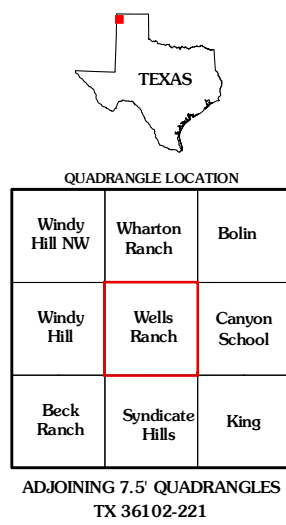 TEXAS
QUADRANGLE LOCATION
Windy
Hill NW
Wharton
Ranch
Bolin
Windy
Hill
Wells
Ranch
Canyon
School
Beck
Ranch
Syndicate
Hills
King
ADJOINING 7.5' QUADRANGLES
TX 36102-221